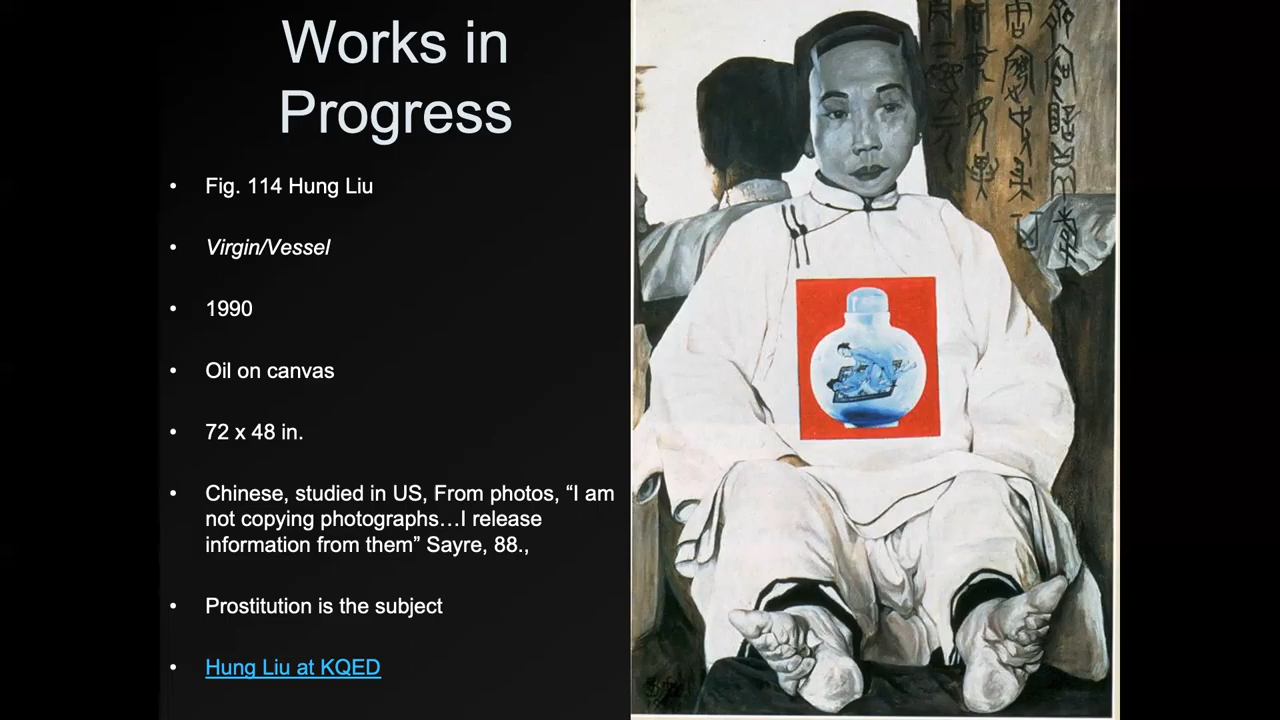 Works in
Progress
• Fig. 114 Hung Liu
• Virgin/Vessel
• 1990
• Oil on canvas
• 72 x 48 in.
• Chinese, studied in US, From photos, “I am
not copying photographs…I release
information from them” Sayre, 88.,
• Prostitution is the subject
• Hung Liu at KQED